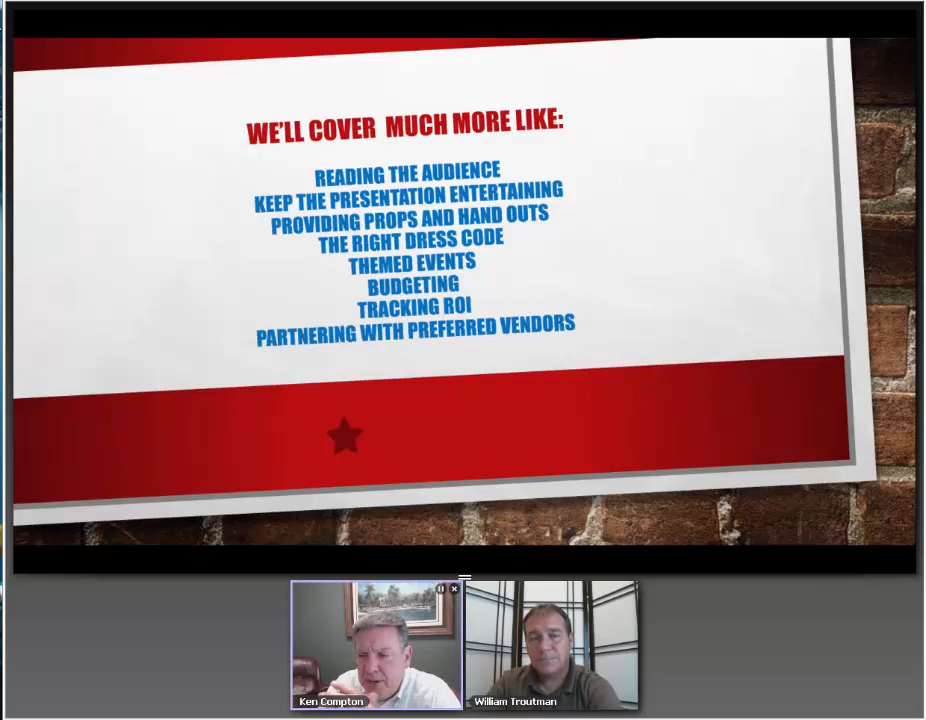 WE'LL COVER MUCH MORE LIKE:
READING THE AUDIENCE
KEEP THE PRESENTATION ENTERTAINING
PROVIDING PROPS AND HAND OUTS
THE RIGHT DRESS CODE
THEMED EVENTS
BUDGETING
TRACKING ROI
PARTNERING WITH PREFERRED VENDORS
Ken Compton
William Troutman